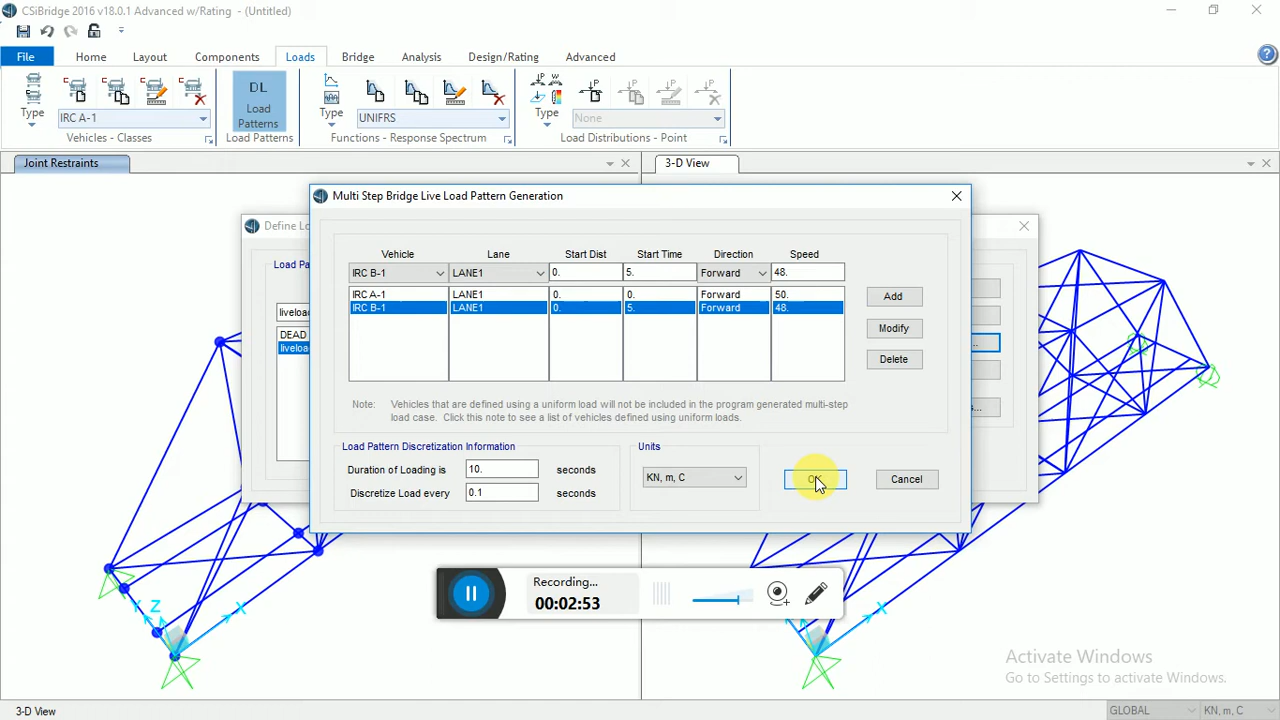 CSiBridge 2016 v18.0.1 Advanced w/Rating - (Untitled)
File Home Layout Components Loads Bridge Analysis Design/Rating Advanced
DL
Type Load Type Type
Patterns
IRC A-1 UNIFRS None
Vehicles - Classes Load Patterns Functions - Response Spectrum Load Distributions - Point
Joint Restraints 3-D View
Multi Step Bridge Live Load Pattern Generation
Define Lo
Load Pa
liveloa
DEAD
liveloa
Vehicle Lane Start Dist Start Time Direction Speed
IRC B-1 LANE1 0. 5. Forward 48.
IRC A-1 LANE1 0. 0. Forward 50.
IRC B-1 LANE1 0. 5. Forward 48.
Add
Modify
Delete
Note: Vehicles that are defined using a uniform load will not be included in the program generated multi-step
load case. Click this note to see a list of vehicles defined using uniform loads.
Load Pattern Discretization Information Units
Duration of Loading is 10. seconds
Discretize Load every 0.1 seconds
KN, m, C
OK Cancel
Recording...
00:02:53
Z X
Y
X
Activate Windows
Go to Settings to activate Windows.
3-D View GLOBAL KN, m, C